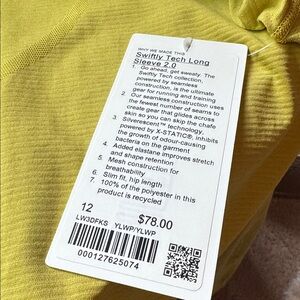 WHY WE MADE THIS
Swiftly Tech Long
Sleeve 2.0
1. Go ahead, get sweaty. The
Swiftly Tech collection,
powered by seamless
construction, is the ultimate
gear for running and training
2. Our seamless construction uses
the fewest number of seams to
create gear that glides across
skin so you can skip the chafe
3. Silverescent™ technology,
powered by X-STATIC®, inhibits
the growth of odour-causing
bacteria on the garment
4. Added elastane improves stretch
and shape retention
5. Mesh construction for
breathability
6. Slim fit, hip length
7. 100% of the polyester in this
product is recycled
12
$78.00
LW3DFKS YLWP/YLWP
000127625074